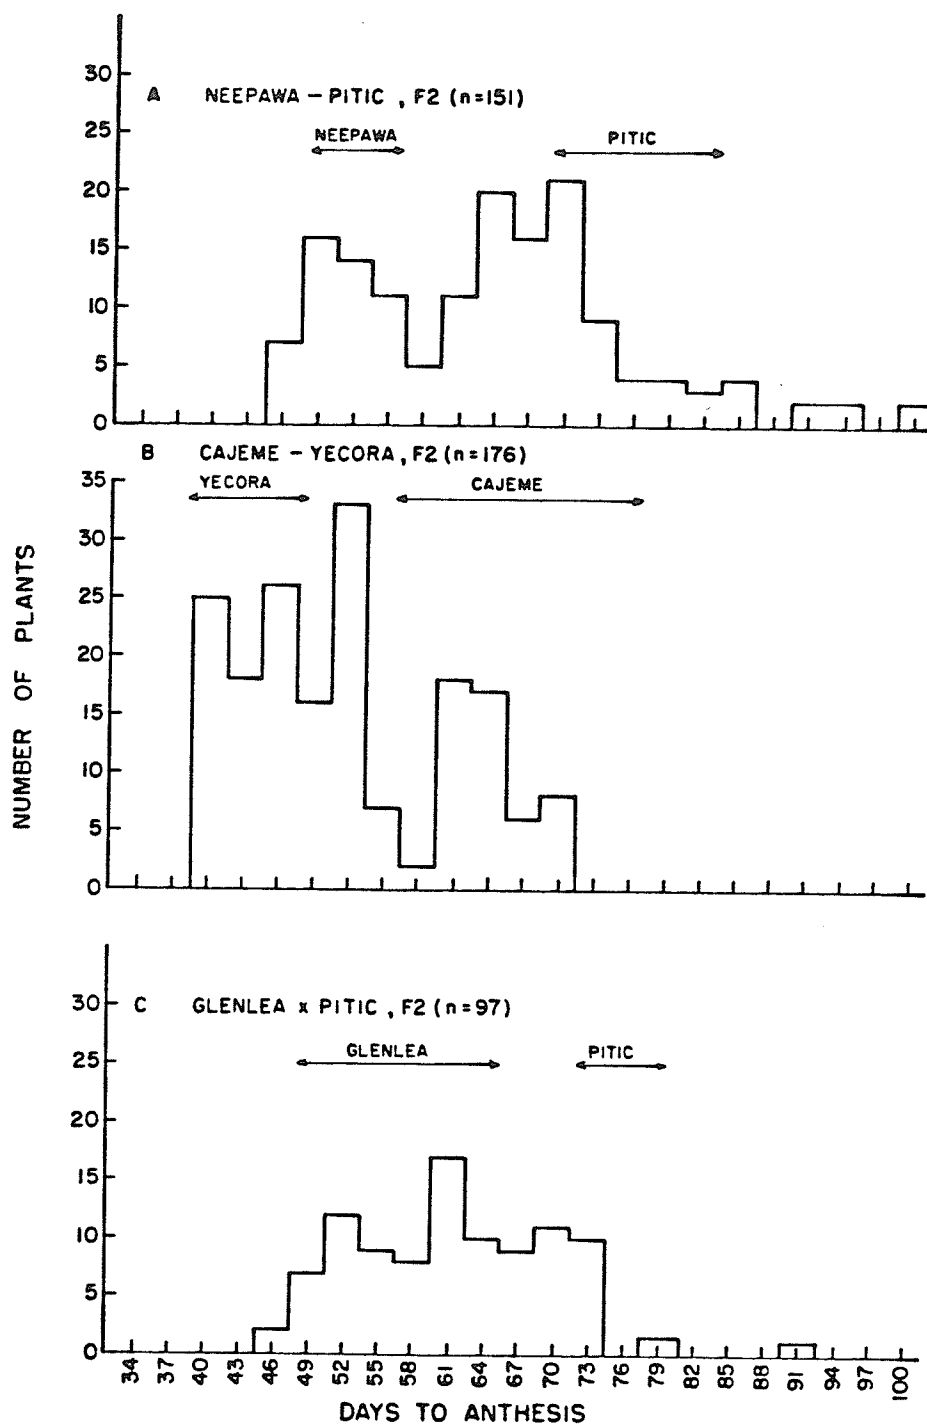 30
A NEEPAWA – PITIC , F2 (n=151)
NEEPAWA
PITIC
25
20
15
10
5
0
B CAJEME – YECORA , F2 (n=176)
35
YECORA
CAJEME
30
25
20
15
10
5
0
NUMBER OF PLANTS
30
C GLENLEA x PITIC , F2 (n=97)
GLENLEA
PITIC
25
20
15
10
5
0
34 37 40 43 46 49 52 55 58 61 64 67 70 73 76 79 82 85 88 91 94 97 100
DAYS TO ANTHESIS